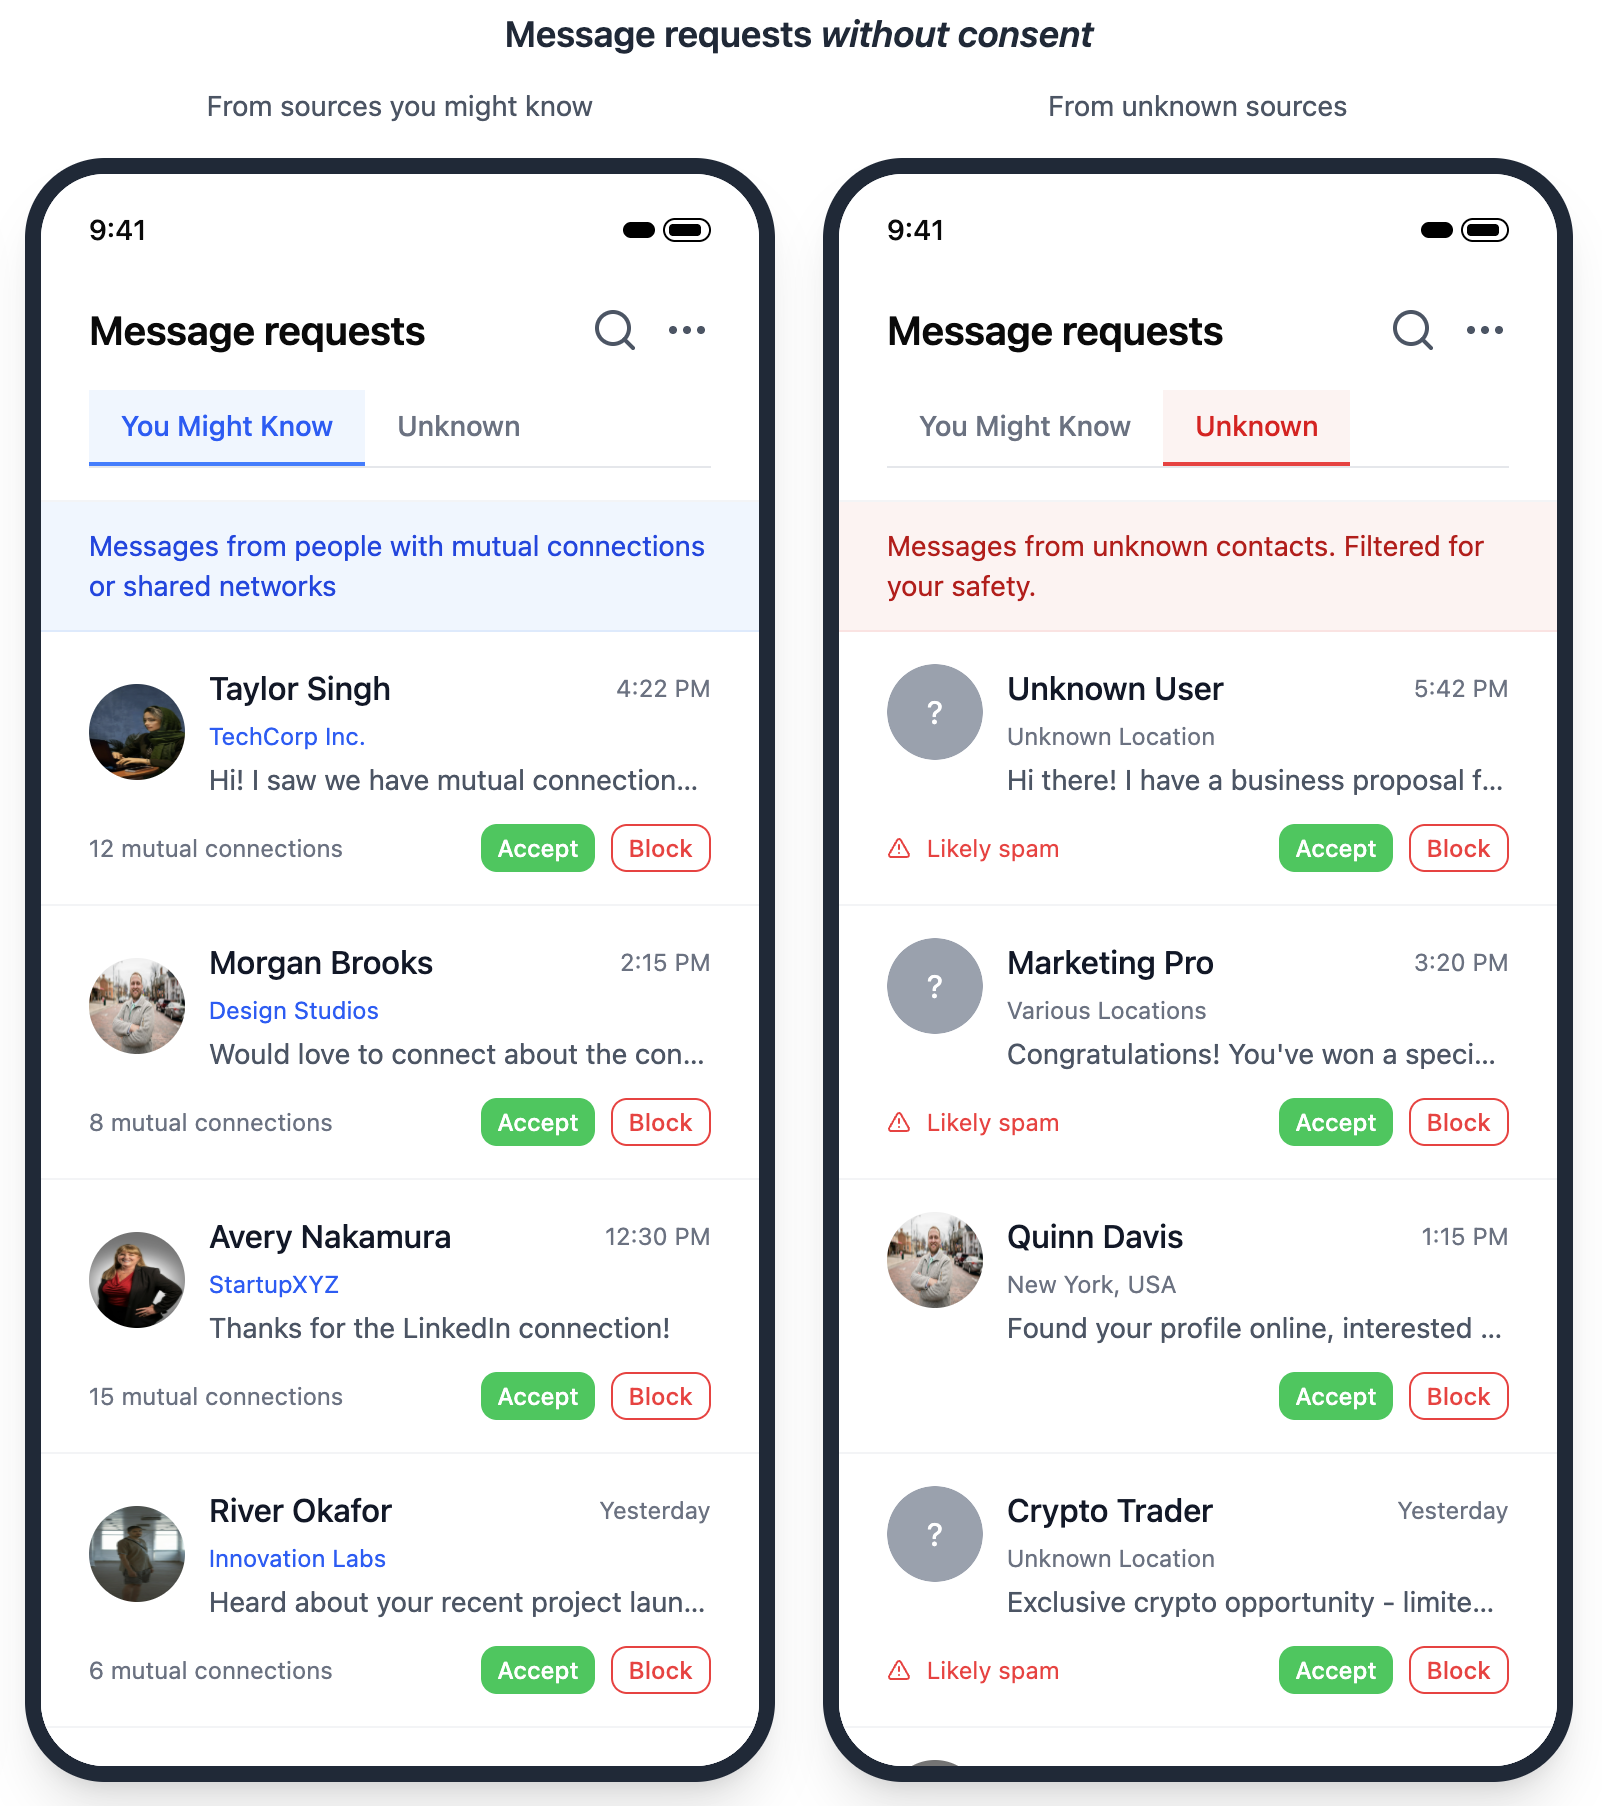 Message requests without consent
From sources you might know
9:41
Message requests
You Might Know
Unknown
Messages from people with mutual connections
or shared networks
Taylor Singh
4:22 PM
TechCorp Inc.
Hi! I saw we have mutual connection...
12 mutual connections
Accept
Block
Morgan Brooks
2:15 PM
Design Studios
Would love to connect about the con...
8 mutual connections
Accept
Block
Avery Nakamura
12:30 PM
StartupXYZ
Thanks for the LinkedIn connection!
15 mutual connections
Accept
Block
River Okafor
Yesterday
Innovation Labs
Heard about your recent project laun...
6 mutual connections
Accept
Block
From unknown sources
9:41
Message requests
You Might Know
Unknown
Messages from unknown contacts. Filtered for
your safety.
?
Unknown User
5:42 PM
Unknown Location
Hi there! I have a business proposal f...
Likely spam
Accept
Block
?
Marketing Pro
3:20 PM
Various Locations
Congratulations! You've won a speci...
Likely spam
Accept
Block
Quinn Davis
1:15 PM
New York, USA
Found your profile online, interested ...
Accept
Block
?
Crypto Trader
Yesterday
Unknown Location
Exclusive crypto opportunity - limite...
Likely spam
Accept
Block